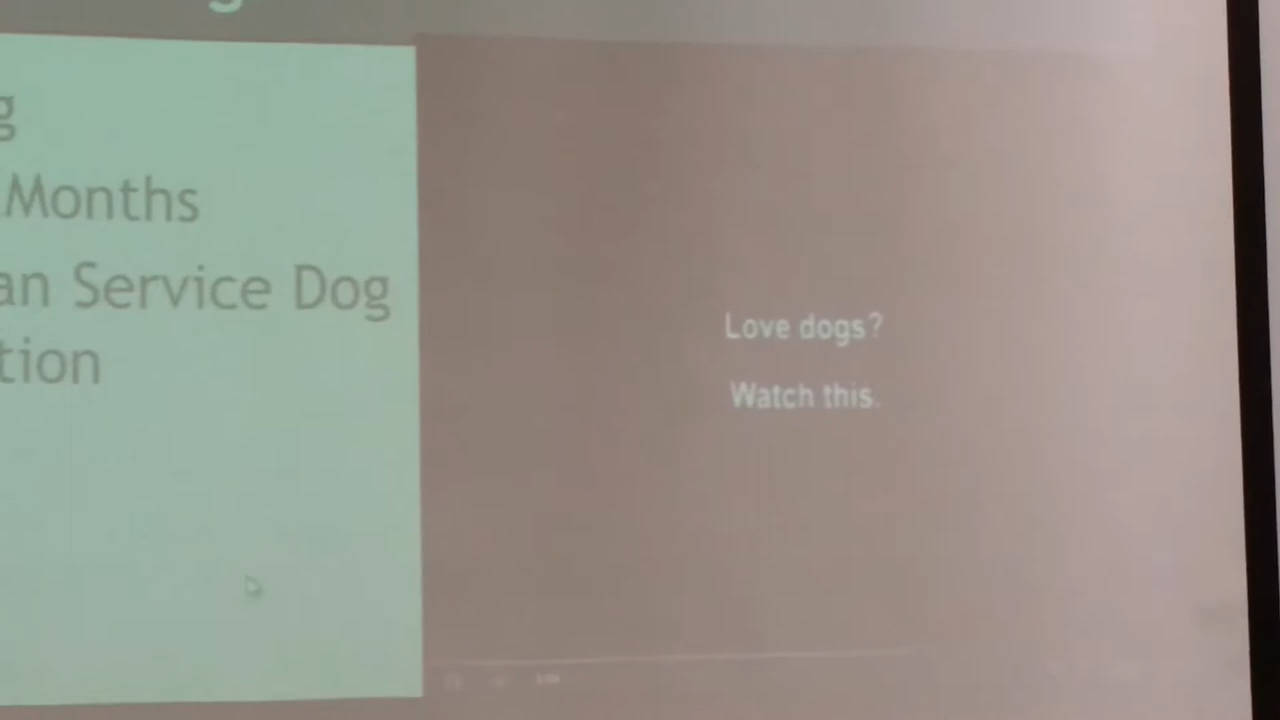 g
g
Months
an Service Dog
tion
Love dogs?
Watch this.